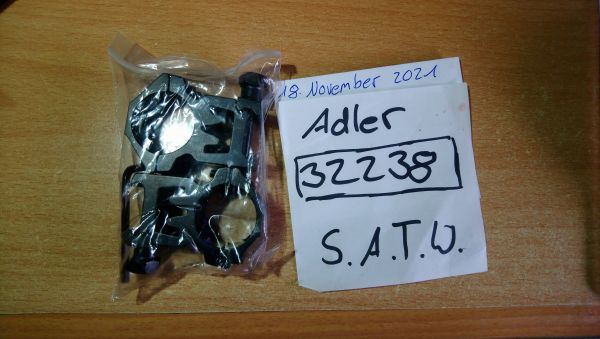 18. November 2021
Adler
32238
S.A.T.W.